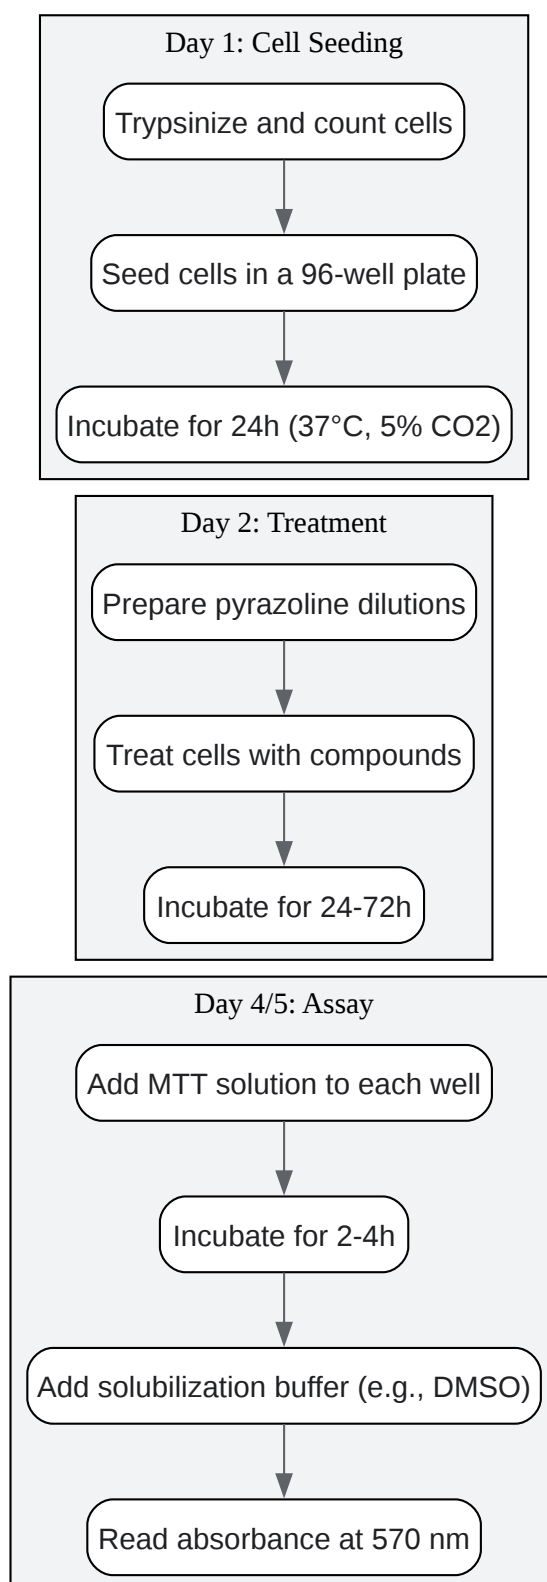 Day 1: Cell Seeding
Trypsinize and count cells
Seed cells in a 96-well plate
Incubate for 24h (37°C, 5% CO2)
Day 2: Treatment
Prepare pyrazoline dilutions
Treat cells with compounds
Incubate for 24-72h
Day 4/5: Assay
Add MTT solution to each well
Incubate for 2-4h
Add solubilization buffer (e.g., DMSO)
Read absorbance at 570 nm